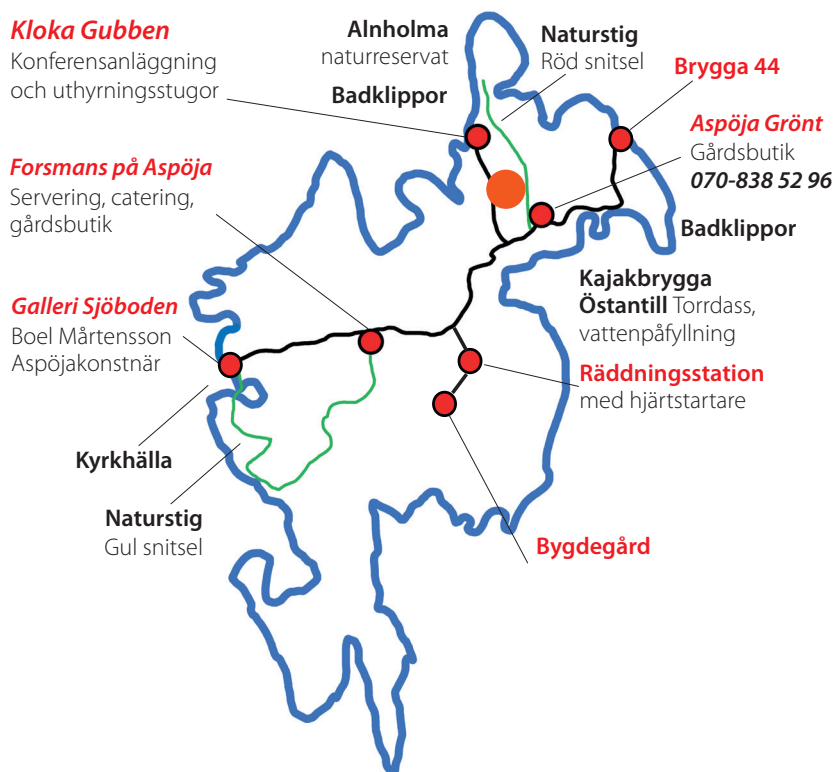 Kloka Gubben
Konferensanläggning
och uthyrningsstugor
Alnholma
naturreservat
Badklippor
Naturstig
Röd snitsel
Brygga 44
Aspöja Grönt
Gårdsbutik
070-838 52 96
Badklippor
Forsmans på Aspöja
Servering, catering,
gårdsbutik
Kajakbrygga
Östantill Torrdass,
vattenpåfyllning
Galleri Sjöboden
Boel Mårtensson
Aspöjakonstnär
Räddningsstation
med hjärtstartare
Kyrkhälla
Naturstig
Gul snitsel
Bygdegård